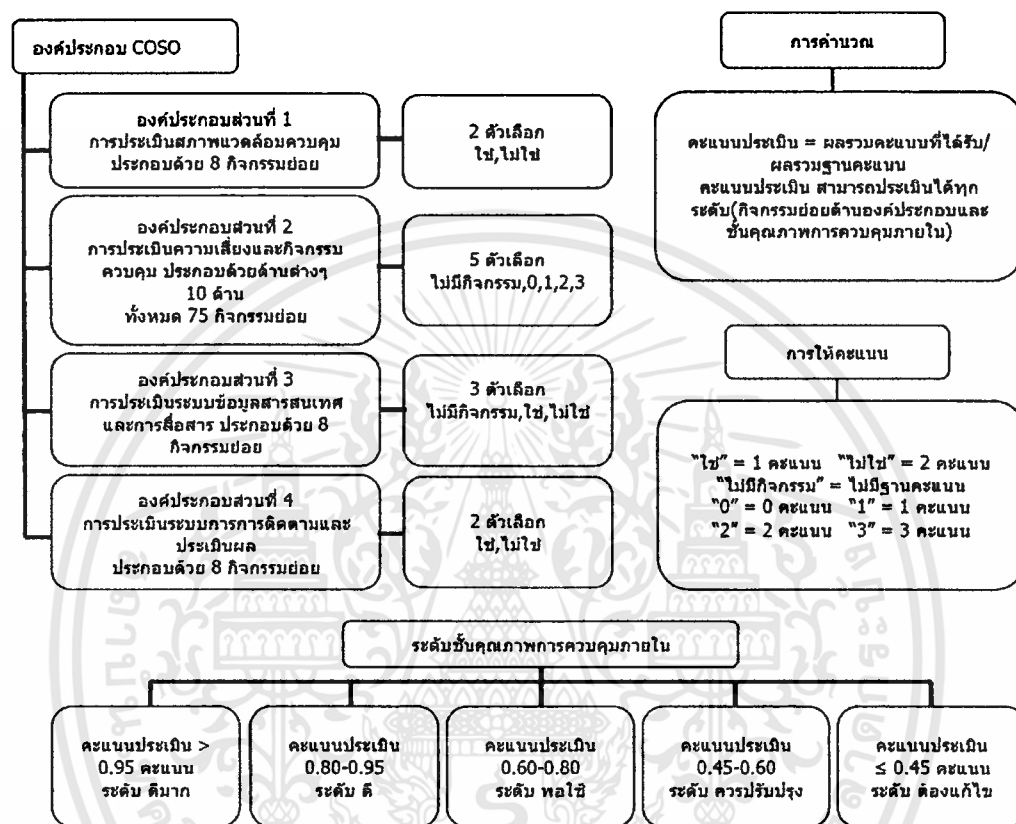 องค์ประกอบ COSO
องค์ประกอบส่วนที่ 1
การประเมินสภาพแวดล้อมควบคุม
ประกอบด้วย 8 กิจกรรมย่อย
2 ตัวเลือก
ใช่,ไม่ใช่
องค์ประกอบส่วนที่ 2
การประเมินความเสี่ยงและกิจกรรม
ควบคุม ประกอบด้วยด้านต่างๆ
10 ด้าน
ทั้งหมด 75 กิจกรรมย่อย
5 ตัวเลือก
ไม่มีกิจกรรม,0,1,2,3
องค์ประกอบส่วนที่ 3
การประเมินระบบข้อมูลสารสนเทศ
และการสื่อสาร ประกอบด้วย 8
กิจกรรมย่อย
3 ตัวเลือก
ไม่มีกิจกรรม,ใช่,ไม่ใช่
องค์ประกอบส่วนที่ 4
การประเมินระบบการการติดตามและ
ประเมินผล
ประกอบด้วย 8 กิจกรรมย่อย
2 ตัวเลือก
ใช่,ไม่ใช่
การคำนวณ
คะแนนประเมิน = ผลรวมคะแนนที่ได้รับ/
ผลรวมฐานคะแนน
คะแนนประเมิน สามารถประเมินได้ทุก
ระดับ(กิจกรรมย่อยด้านองค์ประกอบและ
ชั้นคุณภาพการควบคุมภายใน)
การให้คะแนน
"ใช่" = 1 คะแนน "ไม่ใช่" = 2 คะแนน
"ไม่มีกิจกรรม" = ไม่มีฐานคะแนน
"0" = 0 คะแนน "1" = 1 คะแนน
"2" = 2 คะแนน "3" = 3 คะแนน
ระดับชั้นคุณภาพการควบคุมภายใน
คะแนนประเมิน >
0.95 คะแนน
ระดับ ดีมาก
คะแนนประเมิน
0.80-0.95
ระดับ ดี
คะแนนประเมิน
0.60-0.80
ระดับ พอใช้
คะแนนประเมิน
0.45-0.60
ระดับ ควรปรับปรุง
คะแนนประเมิน
≤ 0.45 คะแนน
ระดับ ต้องแก้ไข